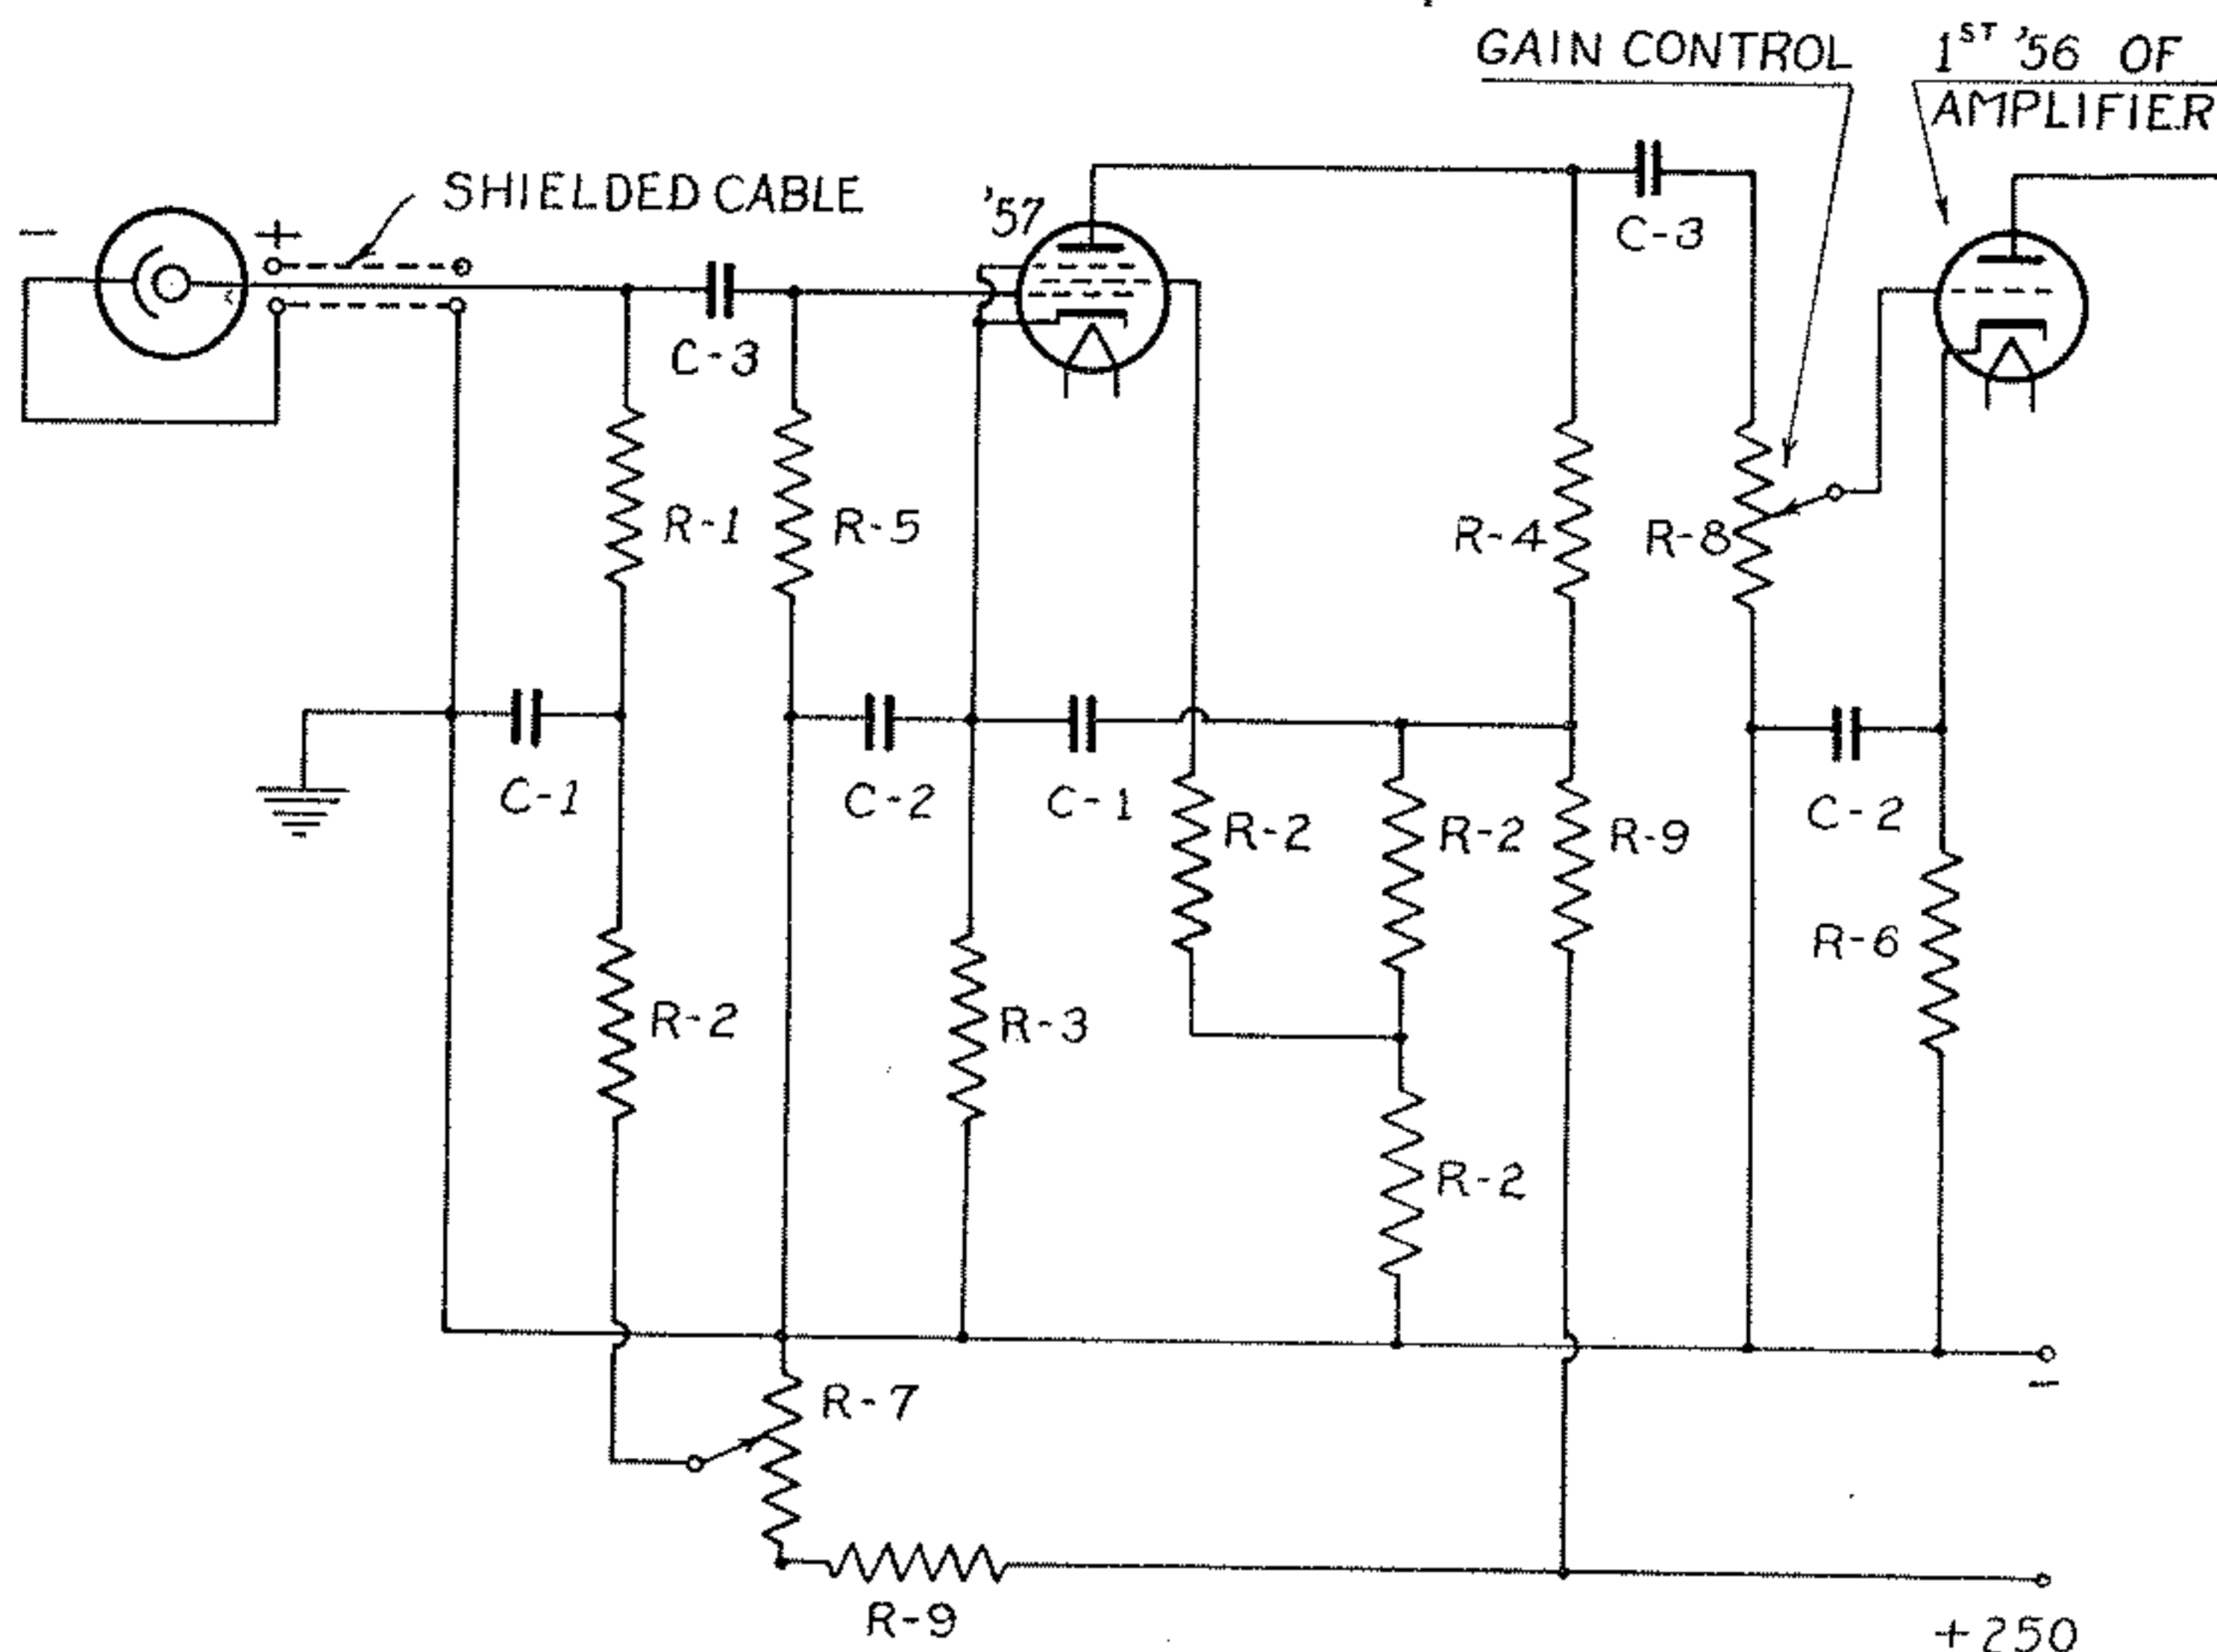 GAIN CONTROL
1ST '56 OF
AMPLIFIER
SHIELDED CABLE
-
+
'57
C-3
C-3
R-1
R-5
R-4
R-8
C-1
C-2
C-1
R-2
R-2
R-9
C-2
R-6
R-2
R-3
R-2
R-7
-
R-9
+250